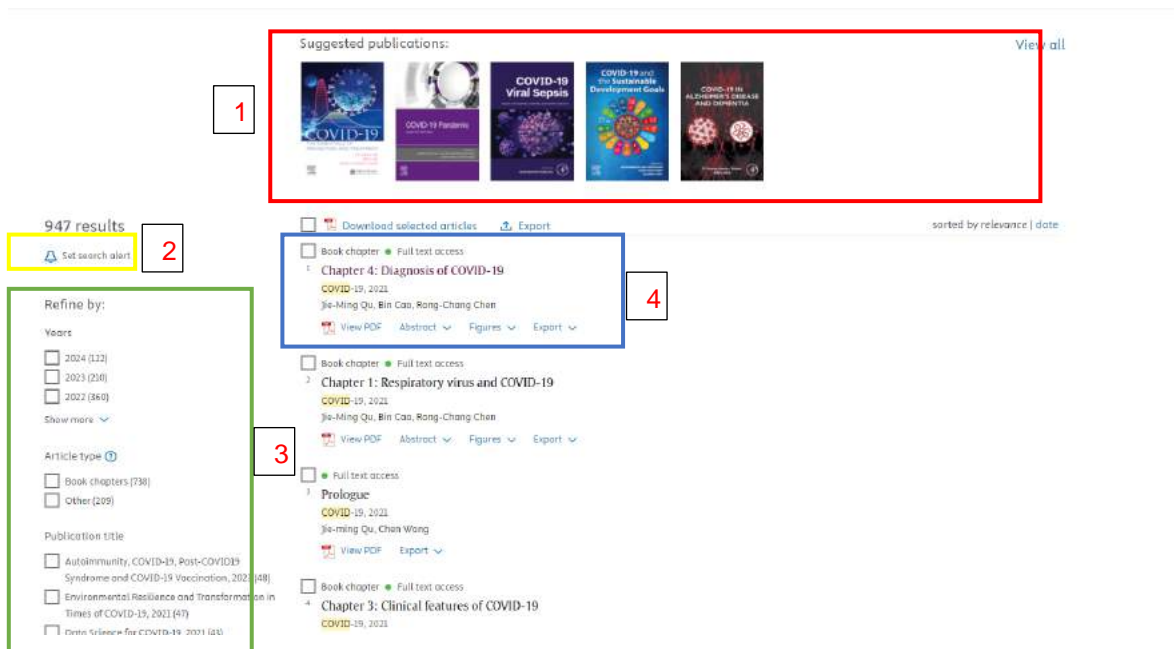 Suggested publications:
View all
COVID-19
COVID-19 Pandemic
COVID-19
Viral Sepsis
COVID-19 and
the Sustainable
Development Goals
COVID-19 IN
ALZHEIMER'S DISEASE
AND DEMENTIA
1
947 results
Download selected articles
Export
sorted by relevance | date
Set search alert
2
Book chapter
Full text access
1
Chapter 4: Diagnosis of COVID-19
COVID-19, 2021
Jie-Ming Qu, Bin Cao, Rong-Chang Chen
View PDF
Abstract
Figures
Export
4
Refine by:
Years
2024 (122)
2023 (210)
2022 (360)
Show more
Book chapter
Full text access
2
Chapter 1: Respiratory virus and COVID-19
COVID-19, 2021
Jie-Ming Qu, Bin Cao, Rong-Chang Chen
View PDF
Abstract
Figures
Export
3
Article type
Book chapters (738)
Other (209)
Full text access
3
Prologue
COVID-19, 2021
Jie-ming Qu, Chen Wang
View PDF
Export
Publication title
Autoimmunity, COVID-19, Post-COVID19
Syndrome and COVID-19 Vaccination, (48)
Environmental Resilience and Transformation in
Times of COVID-19, 2021 (47)
Data Science for COVID-19, 2021 (43)
Book chapter
Full text access
4
Chapter 3: Clinical features of COVID-19
COVID-19, 2021